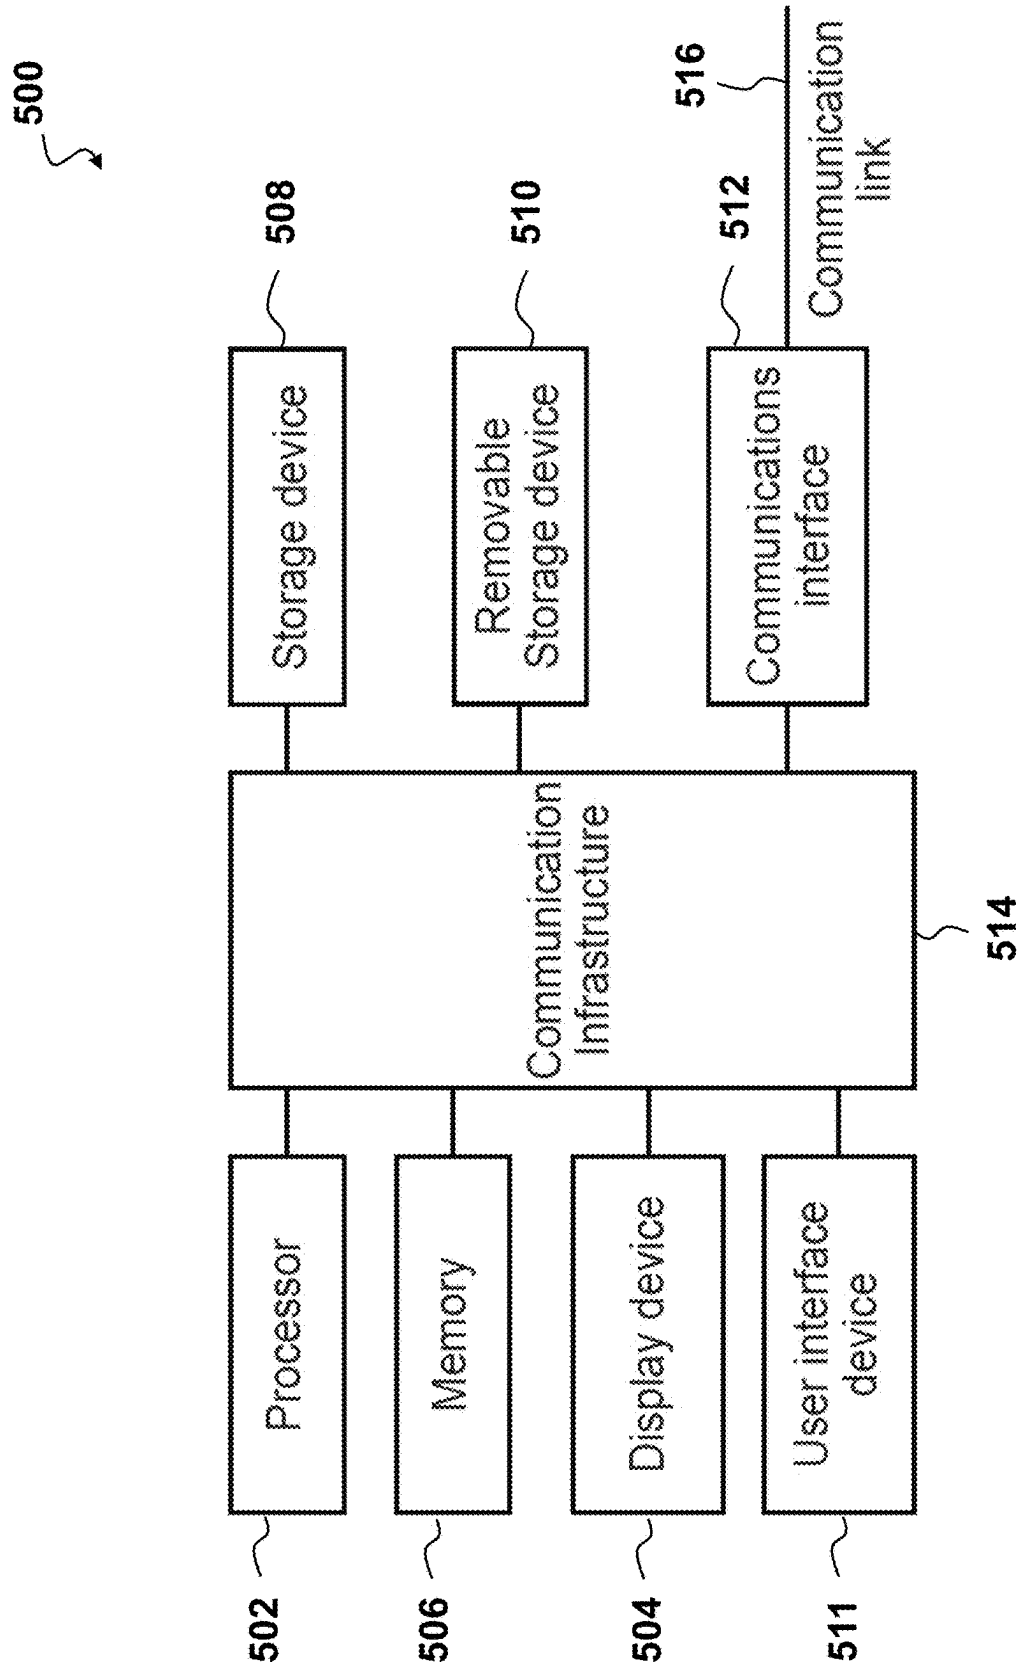 500
502
Processor
Storage device
508
506
Memory
Communication
Infrastructure
Removable
Storage device
510
504
Display device
Communications
interface
512
516
Communication
link
511
User interface
device
514